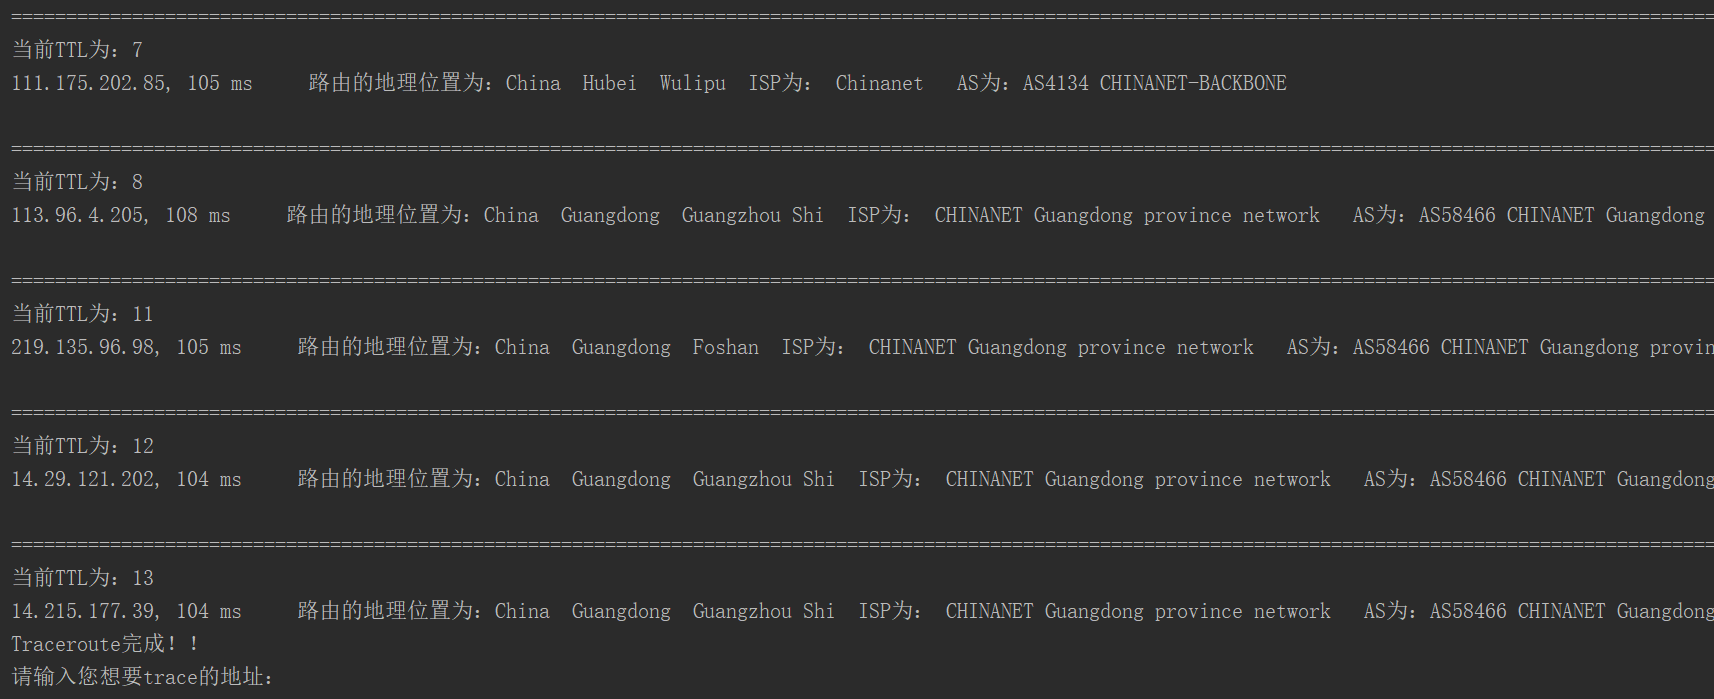 ====================================================================================================================================================
当前TTL为：7
111.175.202.85, 105 ms     路由的地理位置为：China  Hubei  Wulipu  ISP为： Chinanet   AS为：AS4134 CHINANET-BACKBONE
====================================================================================================================================================
当前TTL为：8
113.96.4.205, 108 ms     路由的地理位置为：China  Guangdong  Guangzhou Shi  ISP为： CHINANET Guangdong province network   AS为：AS58466 CHINANET Guangdong
====================================================================================================================================================
当前TTL为：11
219.135.96.98, 105 ms     路由的地理位置为：China  Guangdong  Foshan  ISP为： CHINANET Guangdong province network   AS为：AS58466 CHINANET Guangdong provin
====================================================================================================================================================
当前TTL为：12
14.29.121.202, 104 ms     路由的地理位置为：China  Guangdong  Guangzhou Shi  ISP为： CHINANET Guangdong province network   AS为：AS58466 CHINANET Guangdong
====================================================================================================================================================
当前TTL为：13
14.215.177.39, 104 ms     路由的地理位置为：China  Guangdong  Guangzhou Shi  ISP为： CHINANET Guangdong province network   AS为：AS58466 CHINANET Guangdong
Traceroute完成！！
请输入您想要trace的地址：